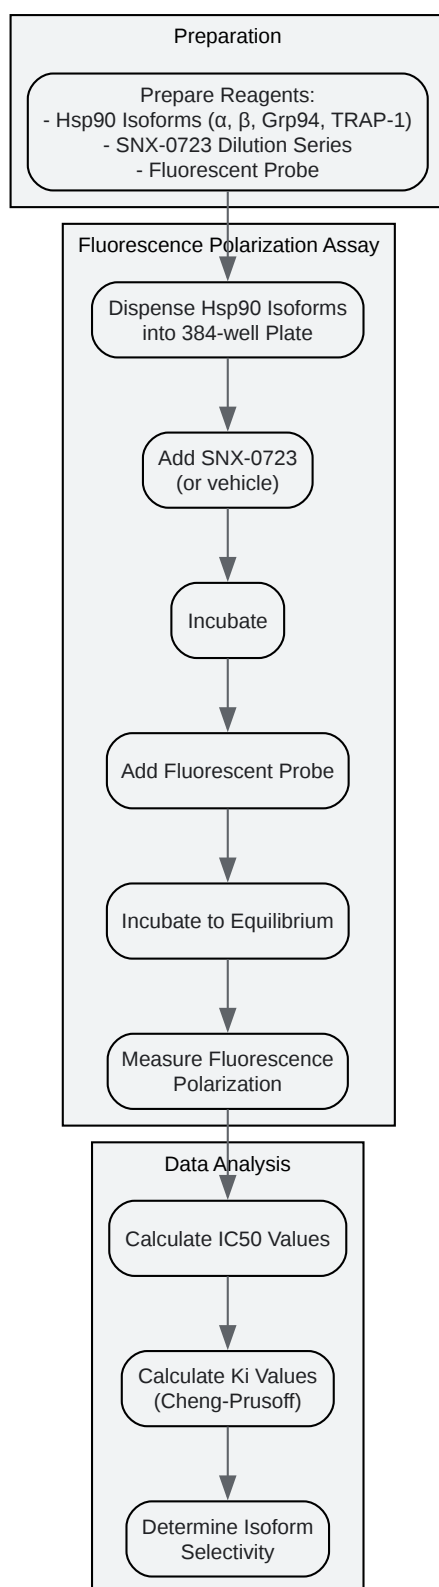 Preparation
Prepare Reagents:
- Hsp90 Isoforms (α, β, Grp94, TRAP-1)
- SNX-0723 Dilution Series
- Fluorescent Probe
Fluorescence Polarization Assay
Dispense Hsp90 Isoforms
into 384-well Plate
Add SNX-0723
(or vehicle)
Incubate
Add Fluorescent Probe
Incubate to Equilibrium
Measure Fluorescence
Polarization
Data Analysis
Calculate IC50 Values
Calculate Ki Values
(Cheng-Prusoff)
Determine Isoform
Selectivity